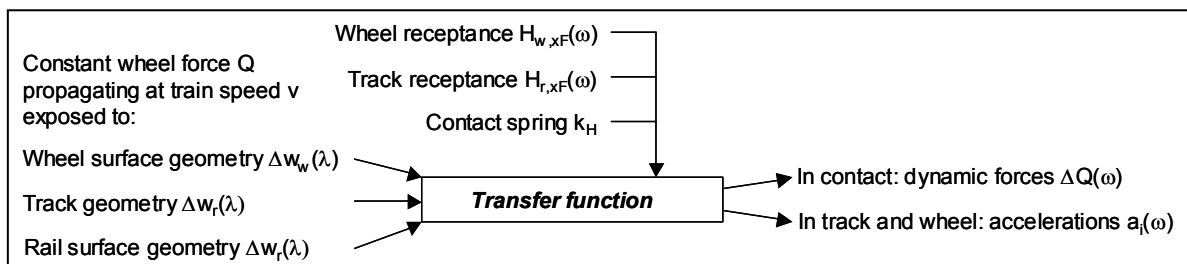 Constant wheel force Q
propagating at train speed v
exposed to:
Wheel surface geometry Δw_w(λ)
Track geometry Δw_r(λ)
Rail surface geometry Δw_r(λ)
Wheel receptance H_w,xF(ω)
Track receptance H_r,xF(ω)
Contact spring k_H
Transfer function
In contact: dynamic forces ΔQ(ω)
In track and wheel: accelerations a_i(ω)